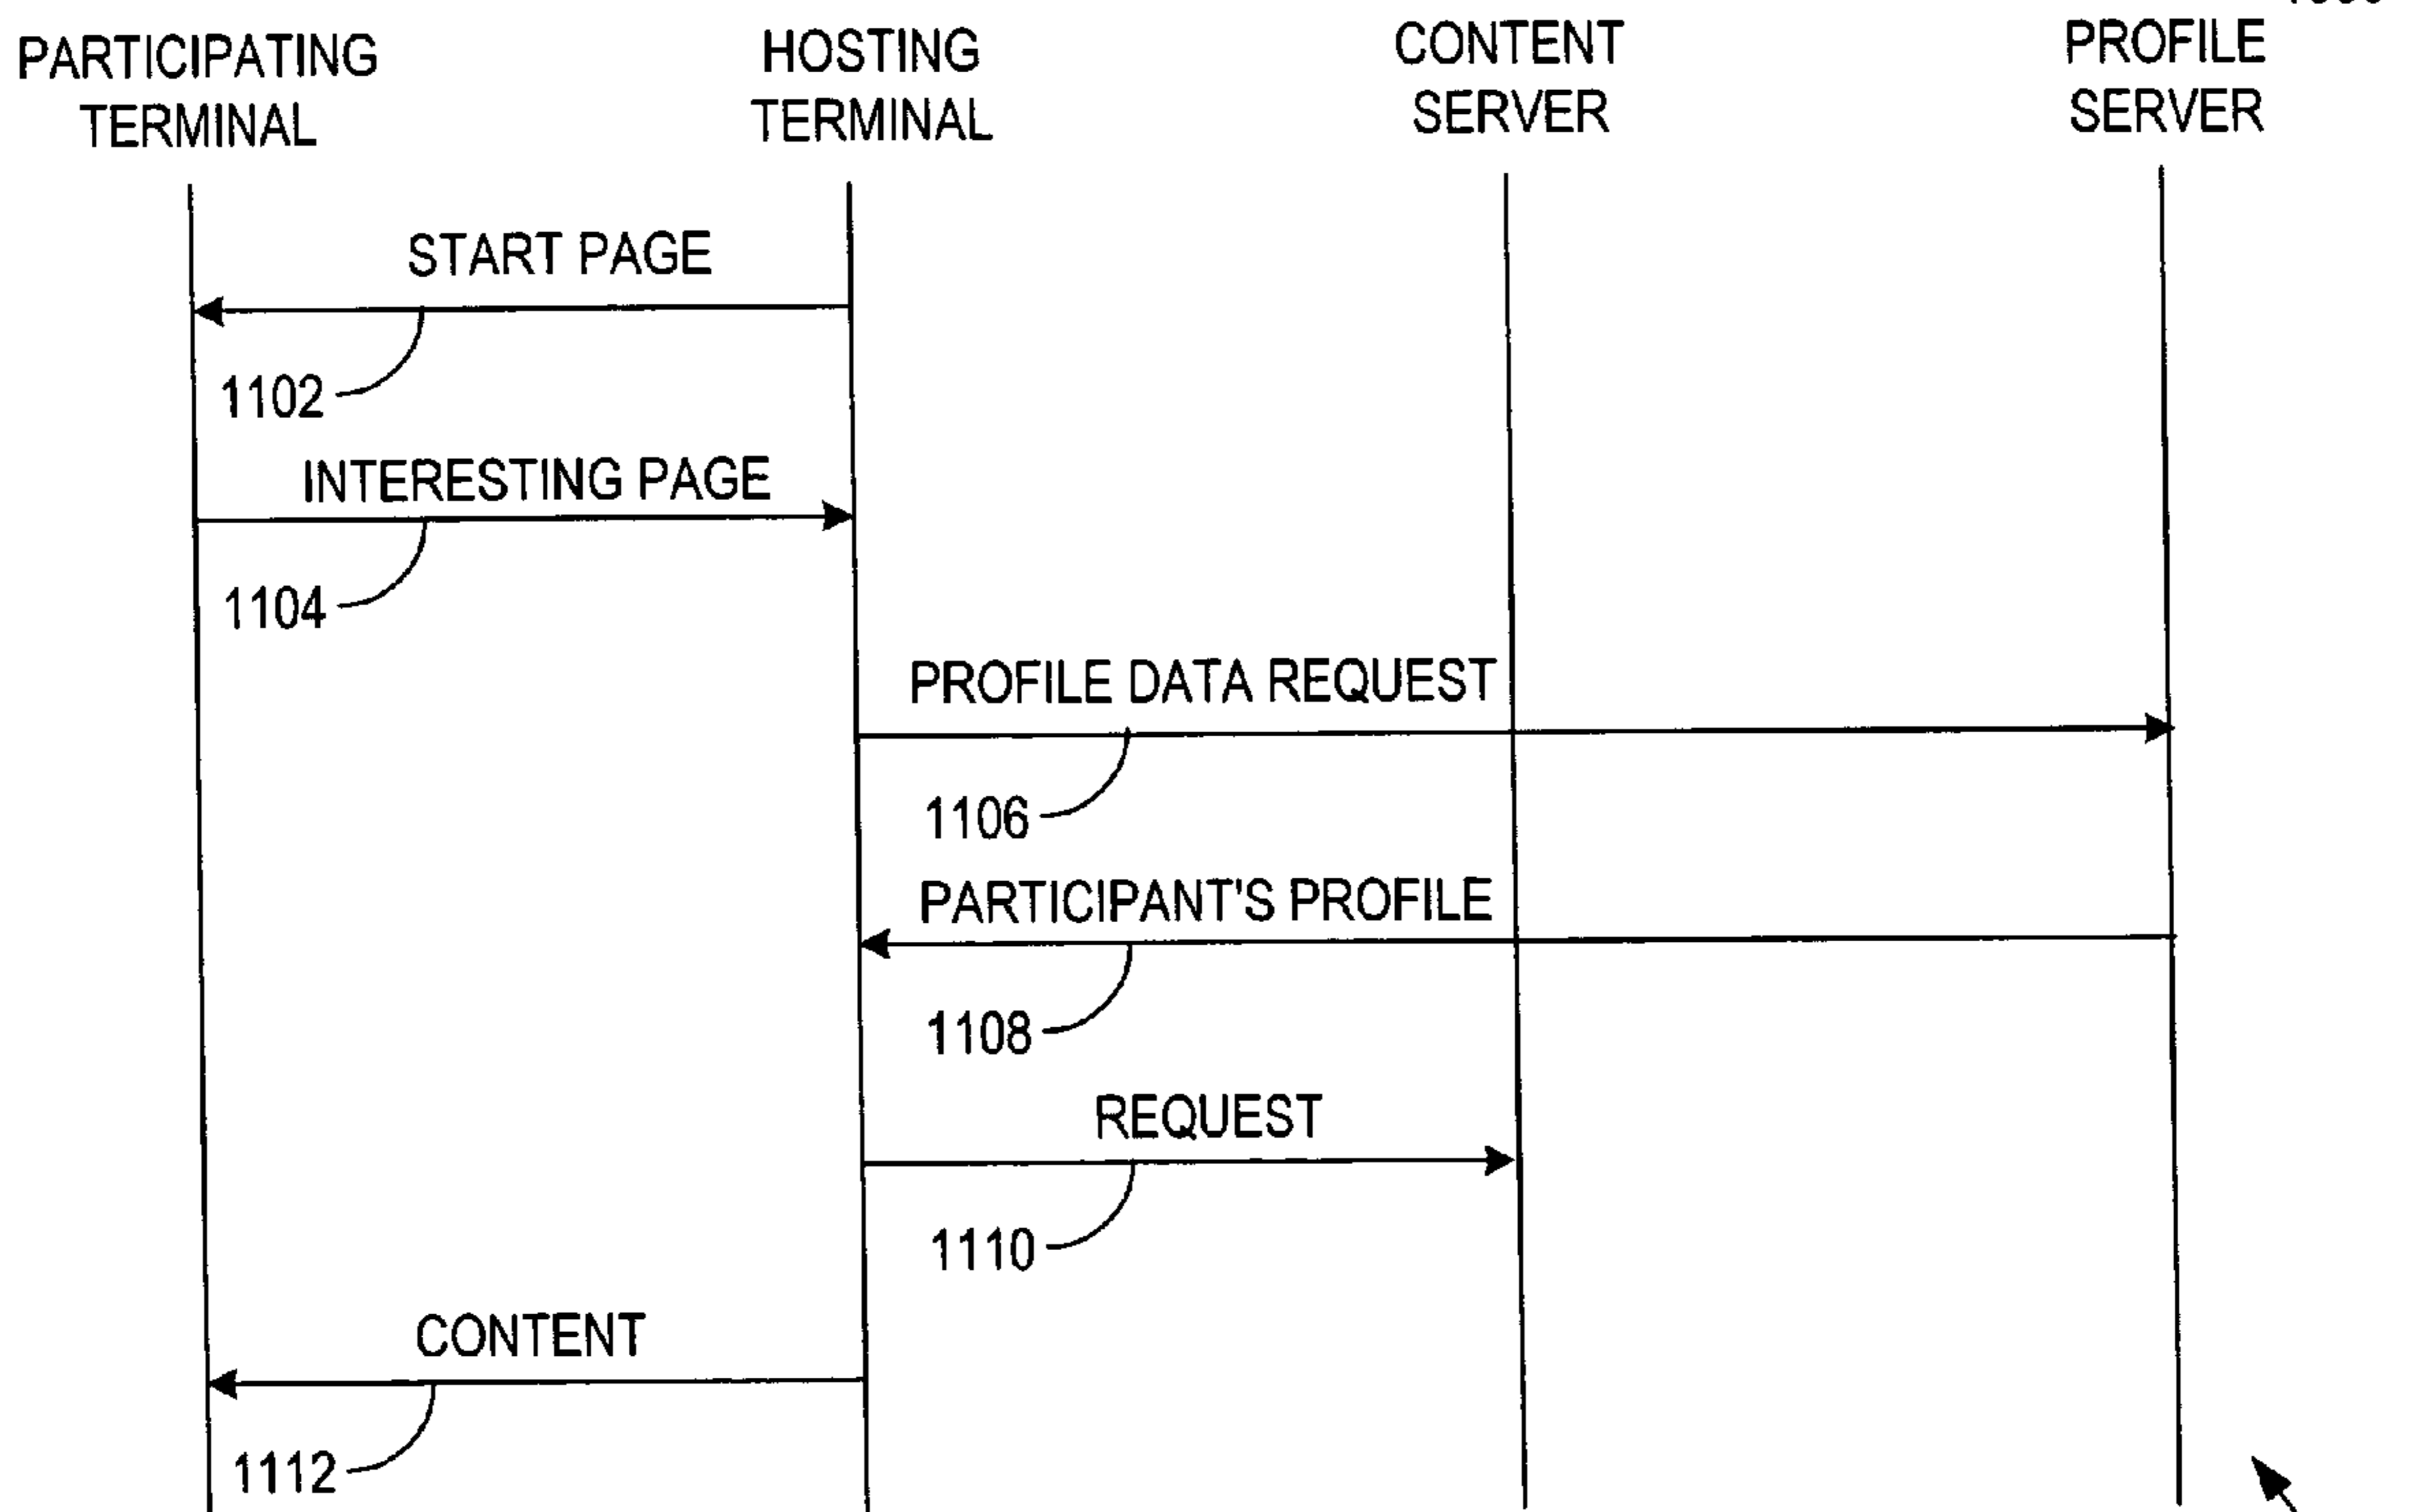 PARTICIPATING
TERMINAL
HOSTING
TERMINAL
CONTENT
SERVER
PROFILE
SERVER
START PAGE
1102
INTERESTING PAGE
1104
PROFILE DATA REQUEST
1106
PARTICIPANT'S PROFILE
1108
REQUEST
1110
CONTENT
1112